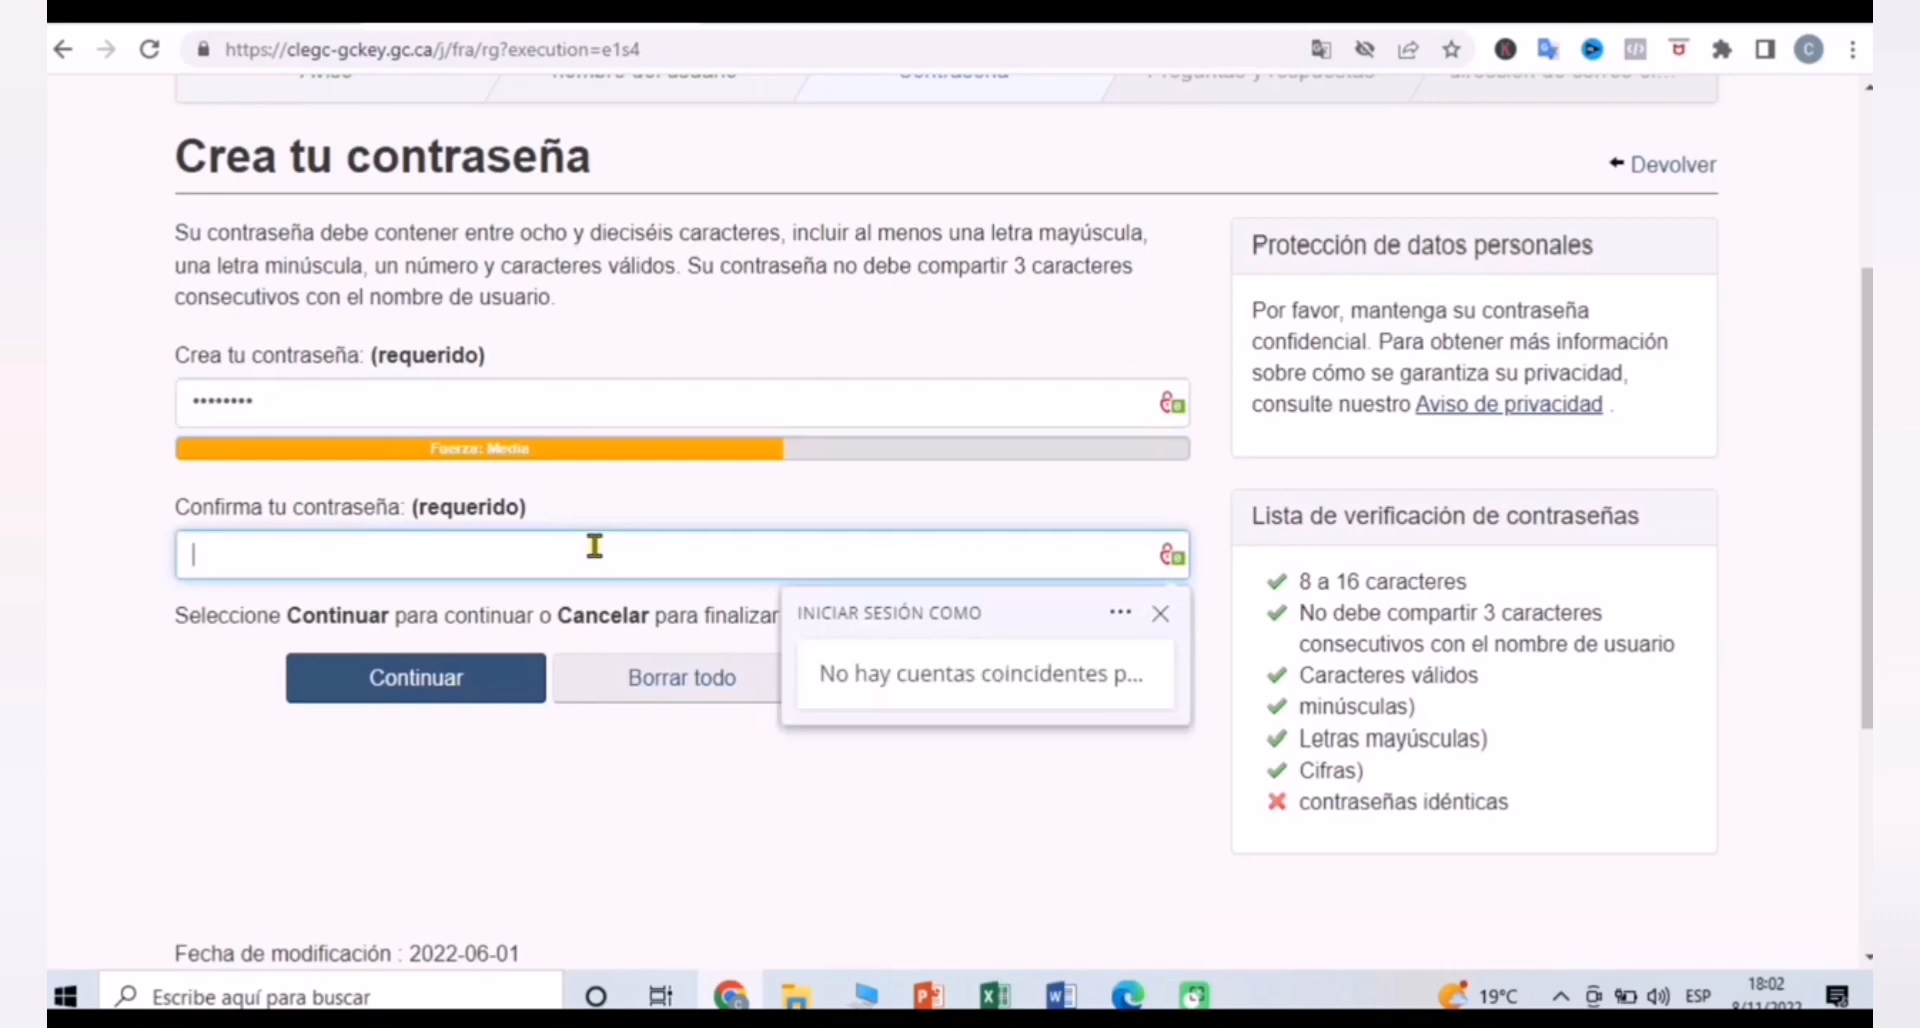 https://clegc-gckey.gc.ca/j/fra/rg?execution=e1s4
C
Contraseña
Crea tu contraseña
Devolver
Su contraseña debe contener entre ocho y dieciséis caracteres, incluir al menos una letra mayúscula,
una letra minúscula, un número y caracteres válidos. Su contraseña no debe compartir 3 caracteres
consecutivos con el nombre de usuario.
Crea tu contraseña: (requerido)
••••••••
Fuerza: Media
Confirma tu contraseña: (requerido)
Seleccione Continuar para continuar o Cancelar para finalizar
Continuar
Borrar todo
INICIAR SESIÓN COMO
No hay cuentas coincidentes p...
Protección de datos personales
Por favor, mantenga su contraseña
confidencial. Para obtener más información
sobre cómo se garantiza su privacidad,
consulte nuestro Aviso de privacidad .
Lista de verificación de contraseñas
8 a 16 caracteres
No debe compartir 3 caracteres
consecutivos con el nombre de usuario
Caracteres válidos
minúsculas)
Letras mayúsculas)
Cifras)
contraseñas idénticas
Fecha de modificación : 2022-06-01
Escribe aquí para buscar
19°C
ESP
18:02
9/11/2022